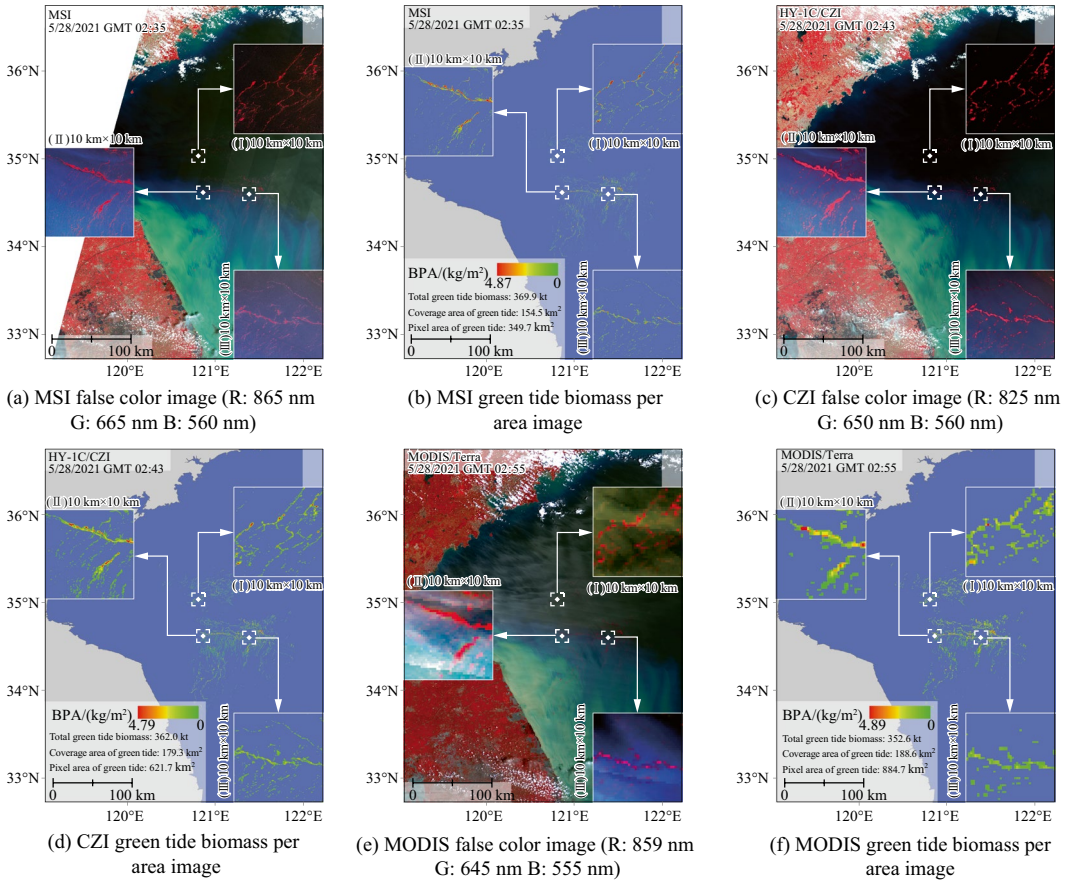 MSI
5/28/2021 GMT 02:35
36°N
35°N
34°N
33°N
(Ⅱ)10 km×10 km
(Ⅰ)10 km×10 km
(Ⅲ)10 km×10 km
0 100 km
120°E 121°E 122°E
(a) MSI false color image (R: 865 nm
G: 665 nm B: 560 nm)
MSI
5/28/2021 GMT 02:35
(Ⅱ)10 km×10 km
(Ⅰ)10 km×10 km
(Ⅲ)10 km×10 km
BPA/(kg/m²)
4.87 0
Total green tide biomass: 369.9 kt
Coverage area of green tide: 154.5 km²
Pixel area of green tide: 349.7 km²
0 100 km
120°E 121°E 122°E
(b) MSI green tide biomass per
area image
HY-1C/CZI
5/28/2021 GMT 02:43
36°N
35°N
34°N
33°N
(Ⅱ)10 km×10 km
(Ⅰ)10 km×10 km
(Ⅲ)10 km×10 km
0 100 km
120°E 121°E 122°E
(c) CZI false color image (R: 825 nm
G: 650 nm B: 560 nm)
HY-1C/CZI
5/28/2021 GMT 02:43
36°N
35°N
34°N
33°N
(Ⅱ)10 km×10 km
(Ⅰ)10 km×10 km
(Ⅲ)10 km×10 km
BPA/(kg/m²)
4.79 0
Total green tide biomass: 362.0 kt
Coverage area of green tide: 179.3 km²
Pixel area of green tide: 621.7 km²
0 100 km
120°E 121°E 122°E
(d) CZI green tide biomass per
area image
MODIS/Terra
5/28/2021 GMT 02:55
(Ⅱ)10 km×10 km
(Ⅰ)10 km×10 km
(Ⅲ)10 km×10 km
0 100 km
120°E 121°E 122°E
(e) MODIS false color image (R: 859 nm
G: 645 nm B: 555 nm)
MODIS/Terra
5/28/2021 GMT 02:55
36°N
35°N
34°N
33°N
(Ⅱ)10 km×10 km
(Ⅰ)10 km×10 km
(Ⅲ)10 km×10 km
BPA/(kg/m²)
4.89 0
Total green tide biomass: 352.6 kt
Coverage area of green tide: 188.6 km²
Pixel area of green tide: 884.7 km²
0 100 km
120°E 121°E 122°E
(f) MODIS green tide biomass per
area image